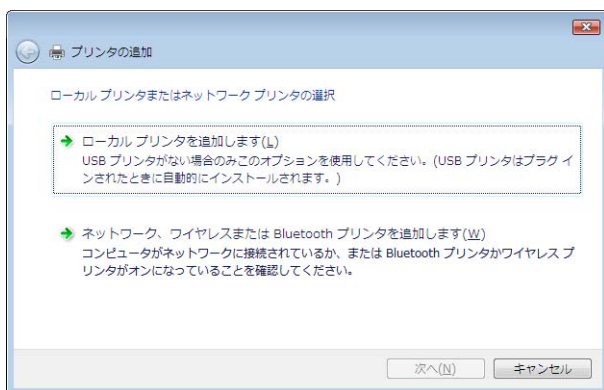 プリンタの追加
ローカル プリンタまたはネットワーク プリンタの選択
ローカル プリンタを追加します(L)
USB プリンタがない場合のみこのオプションを使用してください。(USB プリンタはプラグ イ
ンされたときに自動的にインストールされます。)
ネットワーク、ワイヤレスまたは Bluetooth プリンタを追加します(W)
コンピュータがネットワークに接続されているか、または Bluetooth プリンタかワイヤレス プ
リンタがオンになっていることを確認してください。
次へ(N) キャンセル